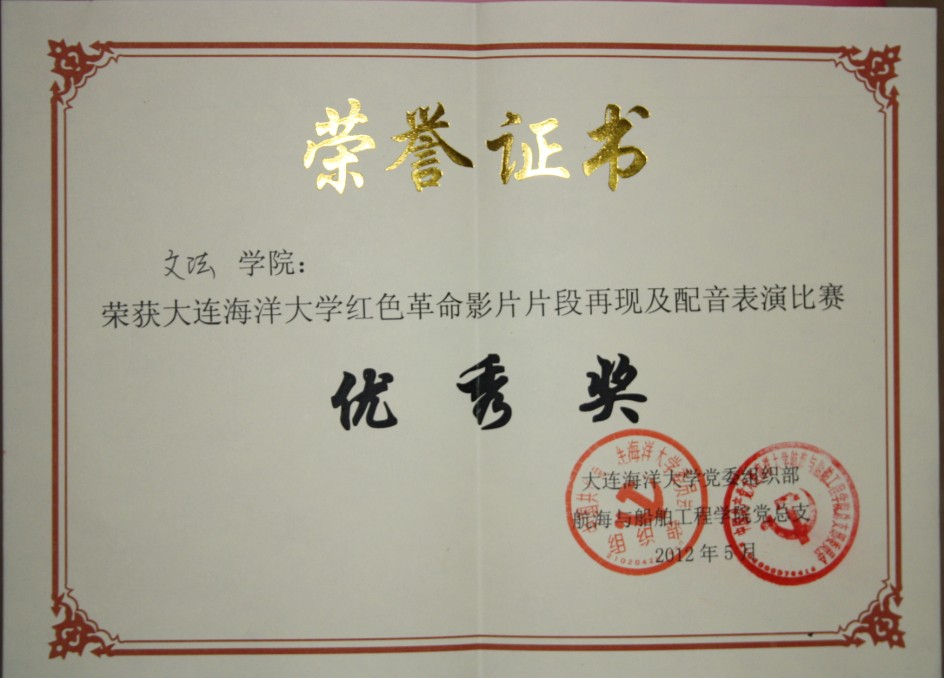 荣誉证书
文法 学院：
荣获大连海洋大学红色革命影片片段再现及配音表演比赛
优秀奖
大连海洋大学党委组织部
航海与船舶工程学院党总支
2012年5月